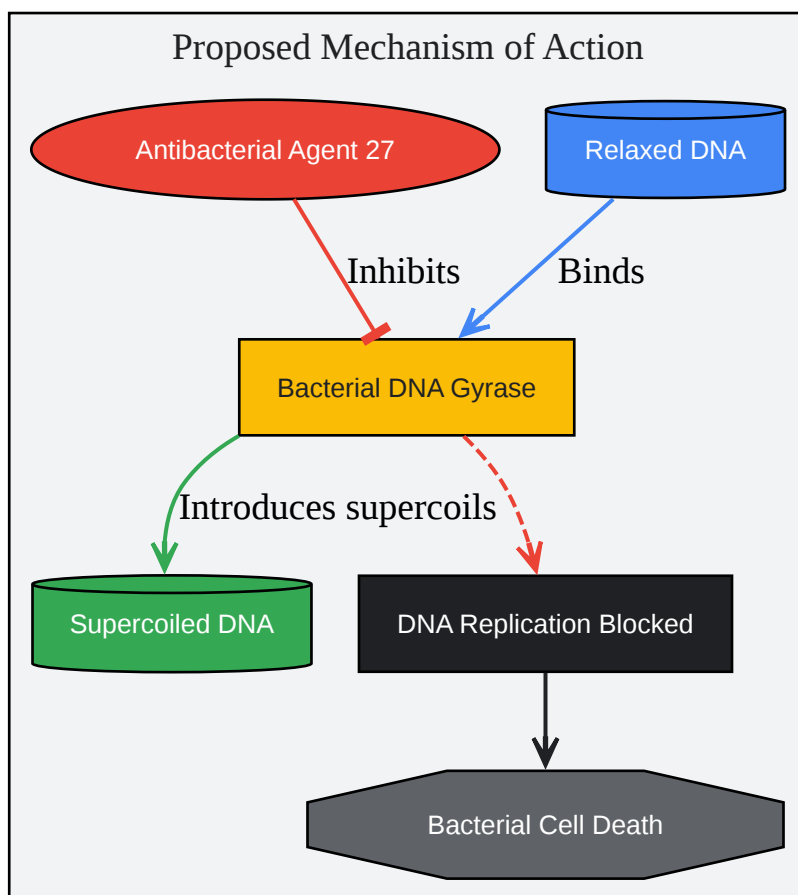 Proposed Mechanism of Action
Antibacterial Agent 27
Relaxed DNA
Inhibits
Binds
Bacterial DNA Gyrase
Introduces supercoils
Supercoiled DNA
DNA Replication Blocked
Bacterial Cell Death